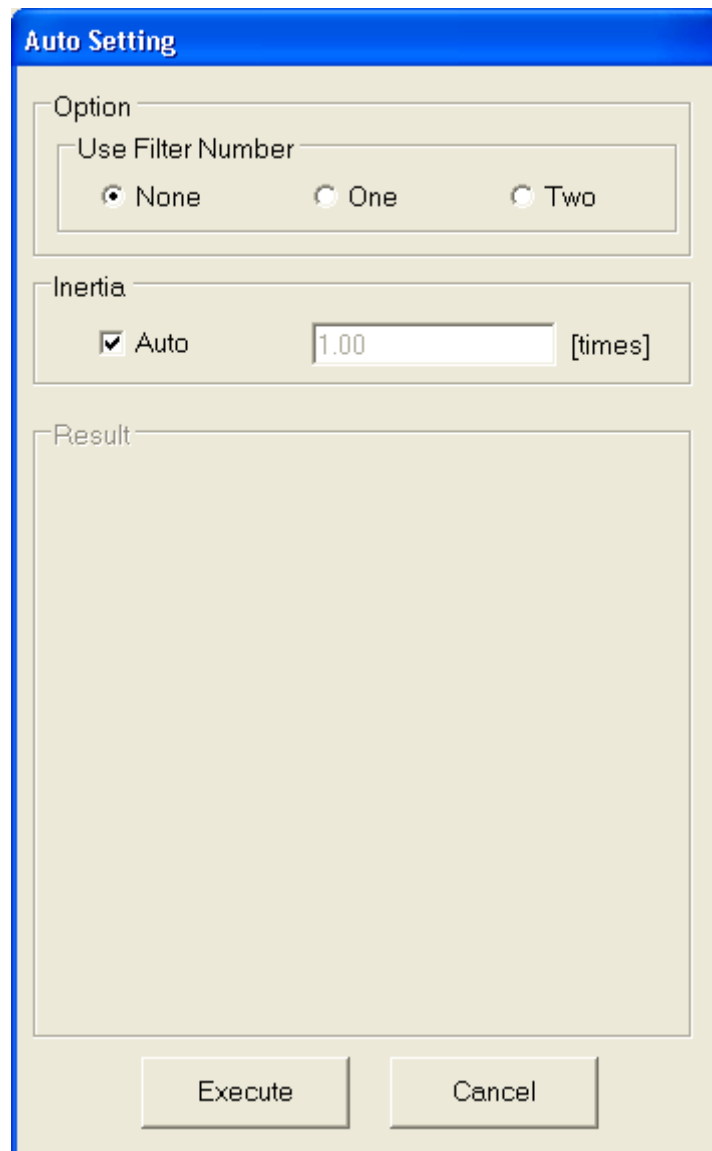 Auto Setting
Option
Use Filter Number
None One Two
Inertia
Auto 1.00 [times]
Result
Execute Cancel